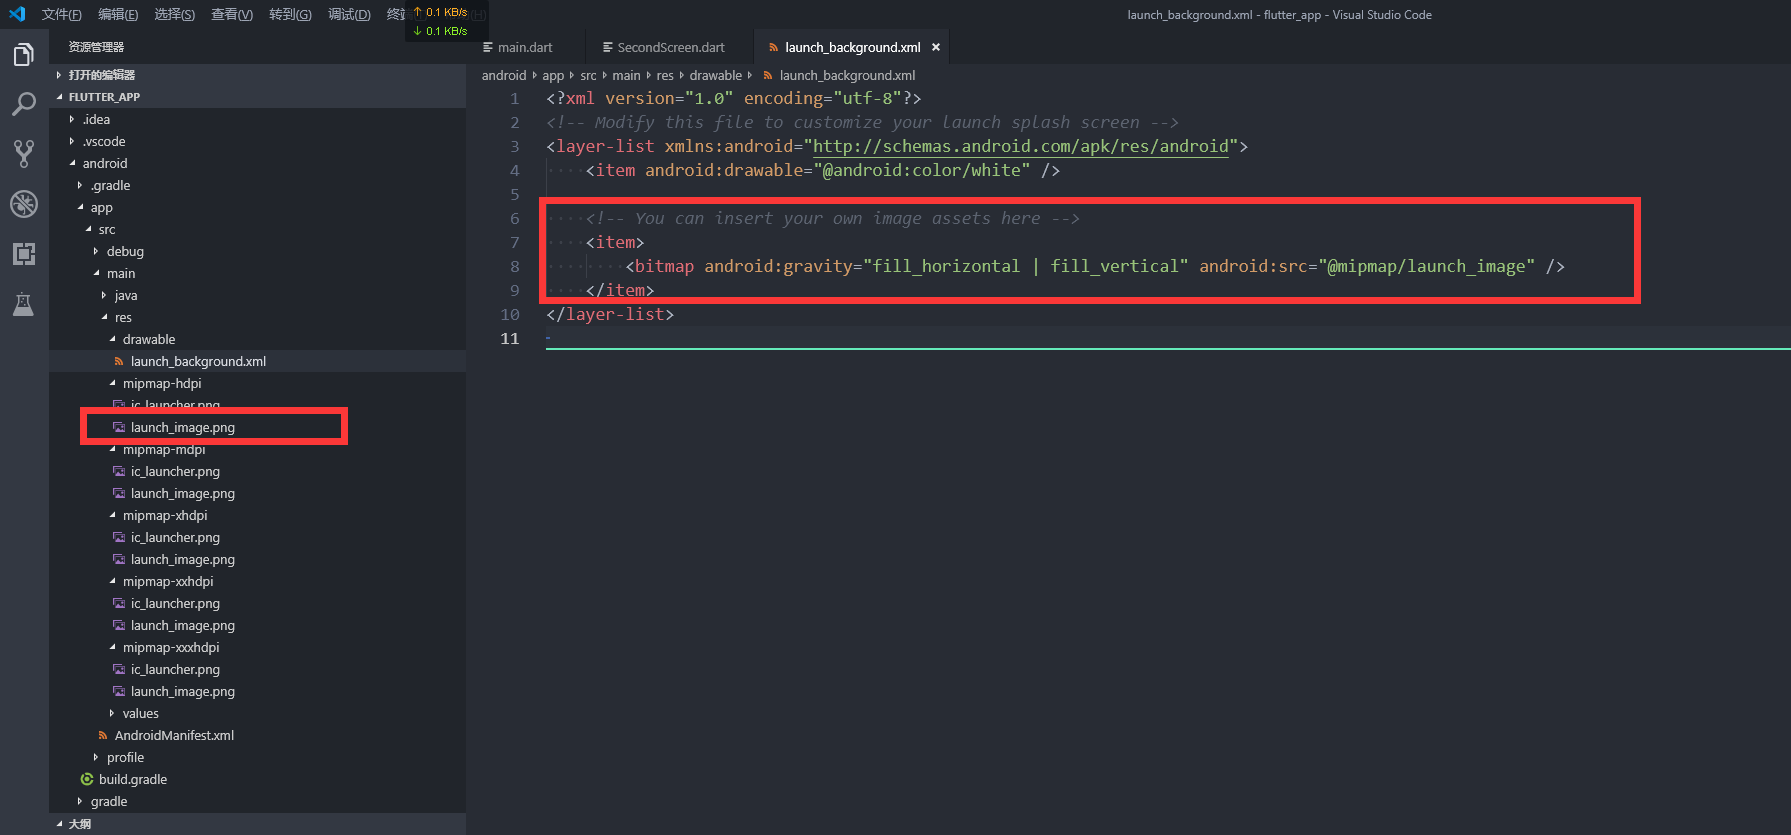 文件(F) 编辑(E) 选择(S) 查看(V) 转到(G) 调试(D)
↑ 0.1 KB/s
↓ 0.1 KB/s
launch_background.xml - flutter_app - Visual Studio Code
资源管理器
打开的编辑器
FLUTTER_APP
.idea
.vscode
android
.gradle
app
src
debug
main
java
res
drawable
launch_background.xml
mipmap-hdpi
ic_launcher.png
launch_image.png
mipmap-mdpi
ic_launcher.png
launch_image.png
mipmap-xhdpi
ic_launcher.png
launch_image.png
mipmap-xxhdpi
ic_launcher.png
launch_image.png
mipmap-xxxhdpi
ic_launcher.png
launch_image.png
values
AndroidManifest.xml
profile
build.gradle
gradle
大纲
main.dart SecondScreen.dart launch_background.xml ×
android › app › src › main › res › drawable › launch_background.xml
1 <?xml version="1.0" encoding="utf-8"?>
2 <!-- Modify this file to customize your launch splash screen -->
3 <layer-list xmlns:android="http://schemas.android.com/apk/res/android">
4 <item android:drawable="@android:color/white" />
5
6 <!-- You can insert your own image assets here -->
7 <item>
8 <bitmap android:gravity="fill_horizontal | fill_vertical" android:src="@mipmap/launch_image" />
9 </item>
10 </layer-list>
11